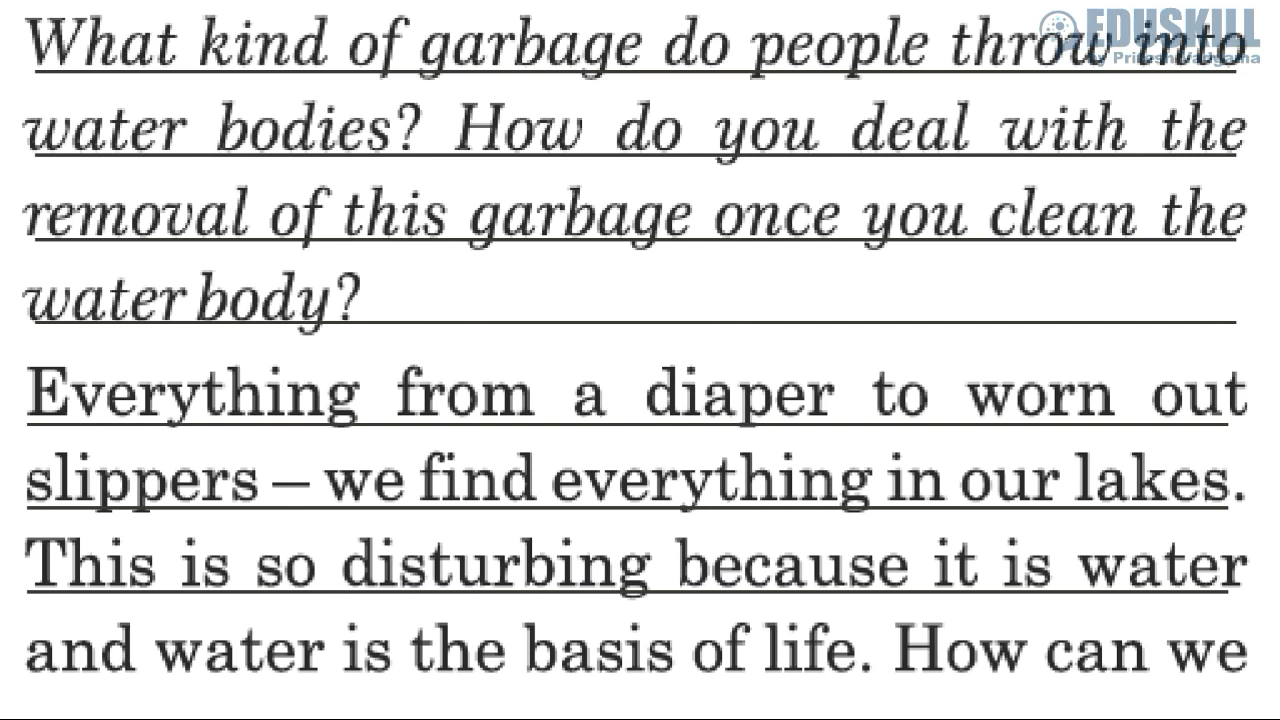 What kind of garbage do people throw into
EDUSKILL
by Pritesh Vadgama
water bodies? How do you deal with the
removal of this garbage once you clean the
water body?
Everything from a diaper to worn out
slippers – we find everything in our lakes.
This is so disturbing because it is water
and water is the basis of life. How can we